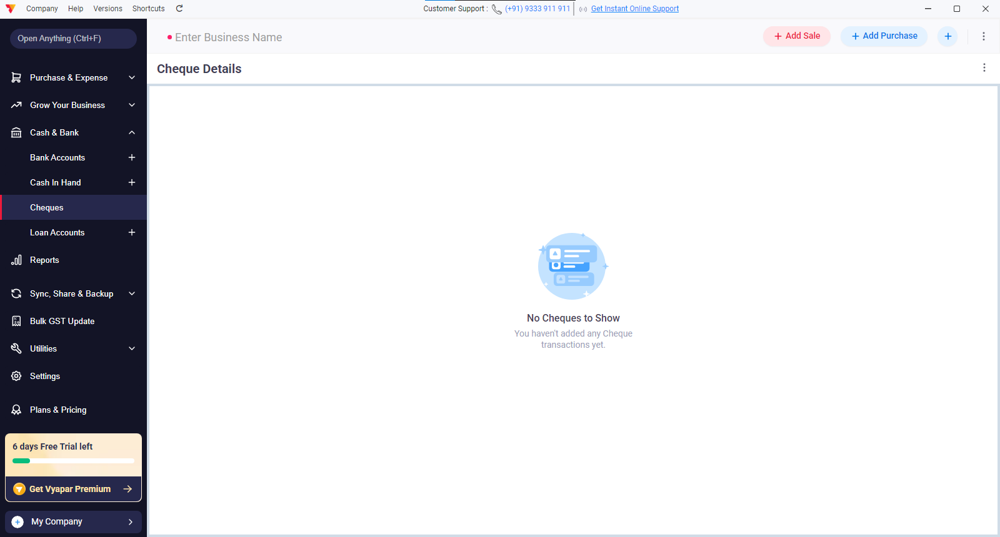 Company Help Versions Shortcuts
Customer Support : (+91) 9333 911 911 Get Instant Online Support
Open Anything (Ctrl+F)
Enter Business Name
+ Add Sale
+ Add Purchase
Cheque Details
Purchase & Expense
Grow Your Business
Cash & Bank
Bank Accounts
Cash In Hand
Cheques
Loan Accounts
Reports
Sync, Share & Backup
Bulk GST Update
Utilities
Settings
Plans & Pricing
6 days Free Trial left
Get Vyapar Premium
My Company
No Cheques to Show
You haven't added any Cheque
transactions yet.